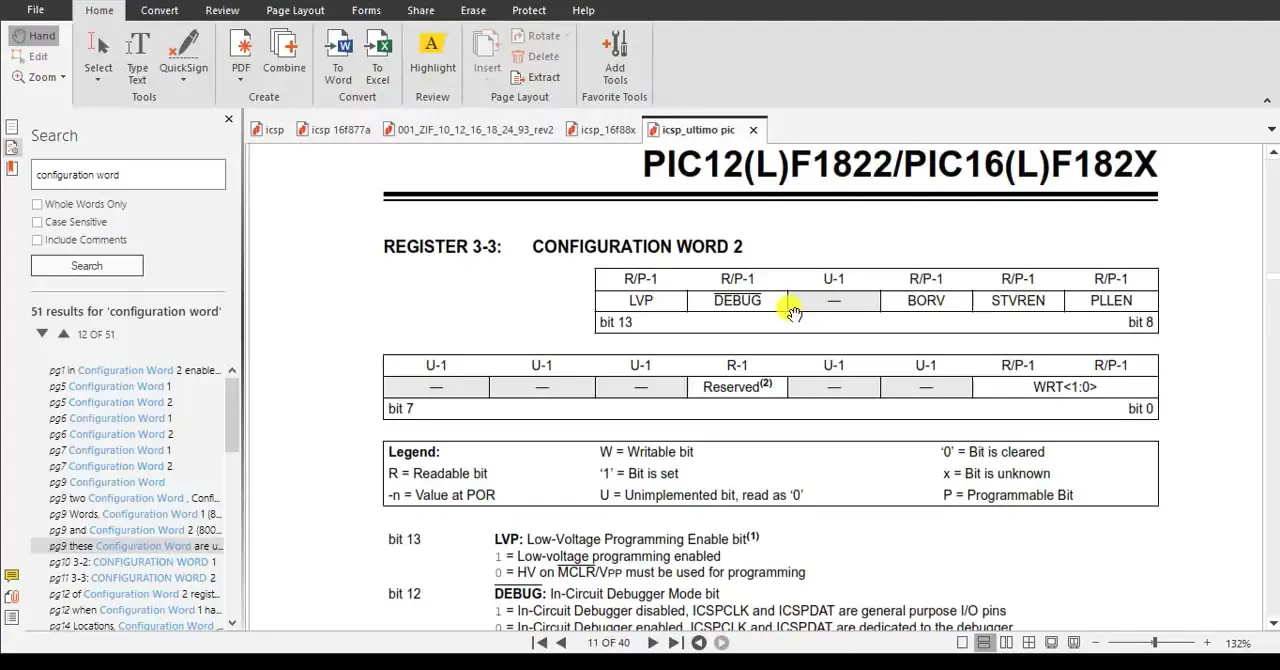 File Home Convert Review Page Layout Forms Share Erase Protect Help
Hand
Edit
Zoom
Select
Type Text
QuickSign
Tools
PDF
Combine
Create
To Word
To Excel
Convert
Highlight
Review
Insert
Rotate
Delete
Extract
Page Layout
Add Tools
Favorite Tools
icsp icsp 16f877a 001_ZIF_10_12_16_18_24_93_rev2 icsp_16f88x icsp_ultimo pic
Search
configuration word
Whole Words Only
Case Sensitive
Include Comments
Search
51 results for 'configuration word'
12 OF 51
pg1 in Configuration Word 2 enable...
pg5 Configuration Word 1
pg5 Configuration Word 2
pg6 Configuration Word 1
pg6 Configuration Word 2
pg7 Configuration Word 1
pg7 Configuration Word 2
pg9 Configuration Word
pg9 two Configuration Word , Confi...
pg9 Words, Configuration Word 1 (8...
pg9 and Configuration Word 2 (800...
pg9 these Configuration Word are u...
pg10 3-2: CONFIGURATION WORD 1
pg11 3-3: CONFIGURATION WORD 2
pg12 of Configuration Word 2 regist...
pg12 when Configuration Word 1 ha...
pg14 Locations, Configuration Word ,
PIC12(L)F1822/PIC16(L)F182X
REGISTER 3-3: CONFIGURATION WORD 2
R/P-1 R/P-1 U-1 R/P-1 R/P-1 R/P-1
LVP DEBUG — BORV STVREN PLLEN
bit 13 bit 8
U-1 U-1 U-1 R-1 U-1 U-1 R/P-1 R/P-1
— — — Reserved(2) — — WRT<1:0>
bit 7 bit 0
Legend: W = Writable bit '0' = Bit is cleared
R = Readable bit '1' = Bit is set x = Bit is unknown
-n = Value at POR U = Unimplemented bit, read as '0' P = Programmable Bit
bit 13 LVP: Low-Voltage Programming Enable bit(1)
1 = Low-voltage programming enabled
0 = HV on MCLR/VPP must be used for programming
bit 12 DEBUG: In-Circuit Debugger Mode bit
1 = In-Circuit Debugger disabled, ICSPCLK and ICSPDAT are general purpose I/O pins
0 = In-Circuit Debugger enabled, ICSPCLK and ICSPDAT are dedicated to the debugger
11 OF 40
132%